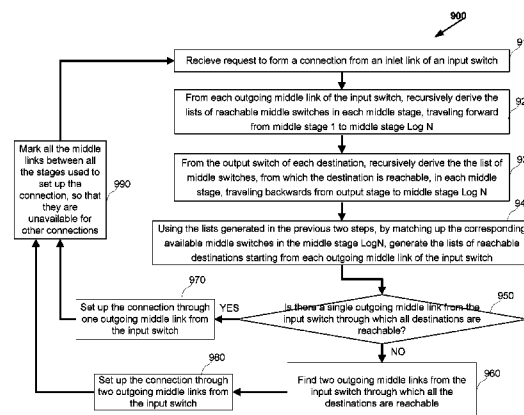 900
91
Recieve request to form a connection from an inlet link of an input switch
92
From each outgoing middle link of the input switch, recursively derive the
lists of reachable middle switches in each middle stage, traveling forward
from middle stage 1 to middle stage Log N
93
From the output switch of each destination, recursively derive the the list of
middle switches, from which the destination is reachable, in each middle
stage, traveling backwards from output stage to middle stage Log N
94
Using the lists generated in the previous two steps, by matching up the corresponding
available middle switches in the middle stage LogN, generate the lists of reachable
destinations starting from each outgoing middle link of the input switch
Mark all the middle
links between all
the stages used to
set up the
connection, so that
they are
unavailable for
other connections
990
970
Set up the connection through
one outgoing middle link from
the input switch
YES
950
Is there a single outgoing middle link from the
input switch through which all destinations are
reachable?
NO
980
Set up the connection through
two outgoing middle links from
the input switch
960
Find two outgoing middle links from the
input switch through which all the
destinations are reachable